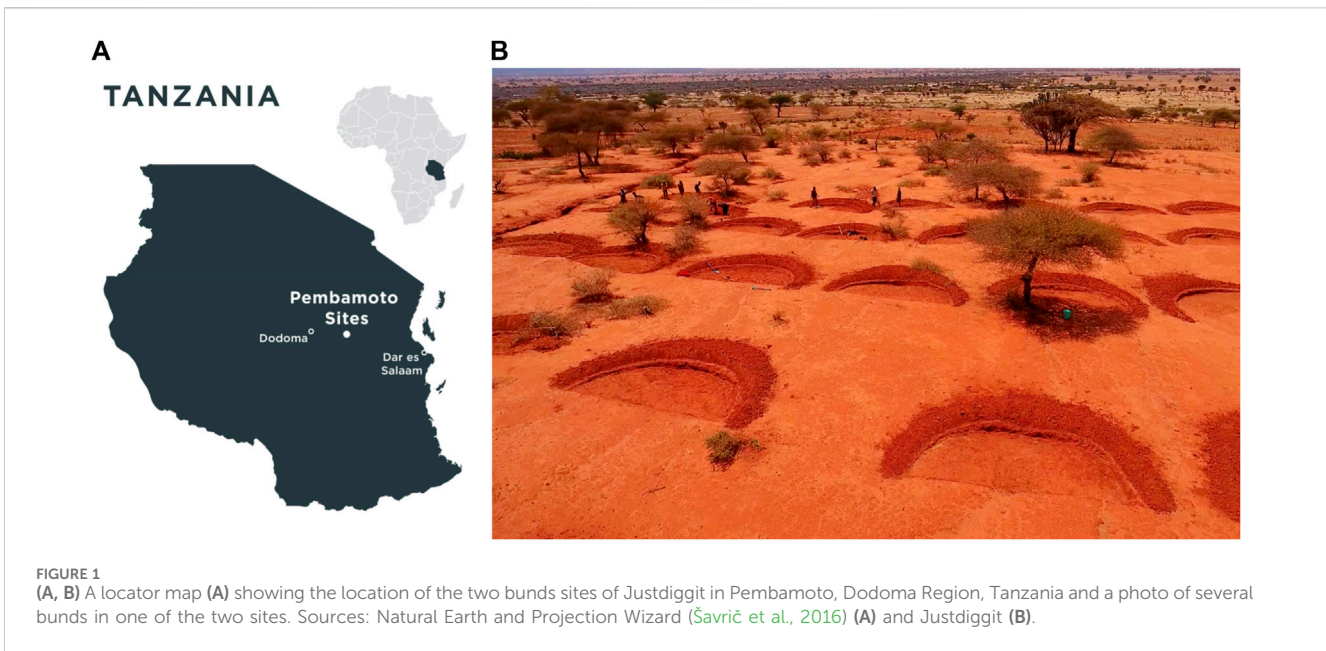 A
TANZANIA
Pembamoto
Sites
Dodoma
Dar es
Salaam
B
FIGURE 1
(A, B) A locator map (A) showing the location of the two bunds sites of Justdiggit in Pembamoto, Dodoma Region, Tanzania and a photo of several
bunds in one of the two sites. Sources: Natural Earth and Projection Wizard (Šavrič et al., 2016) (A) and Justdiggit (B).